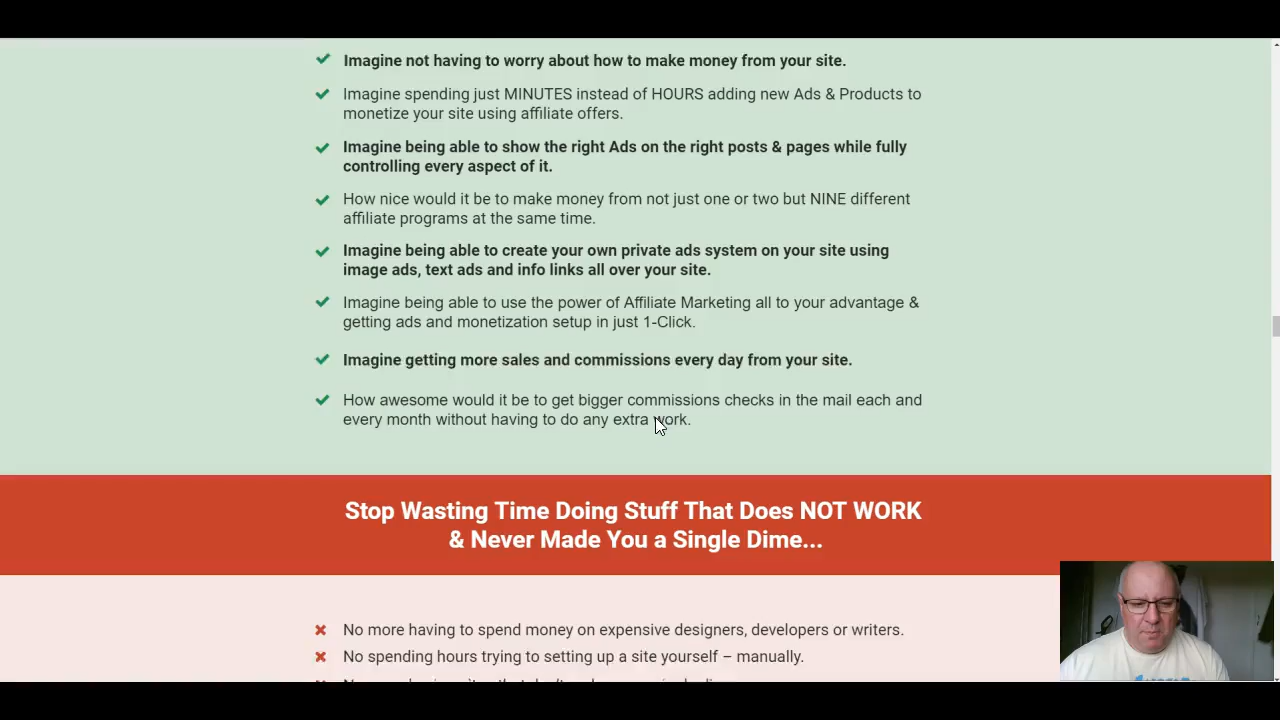 Imagine not having to worry about how to make money from your site.
Imagine spending just MINUTES instead of HOURS adding new Ads & Products to
monetize your site using affiliate offers.
Imagine being able to show the right Ads on the right posts & pages while fully
controlling every aspect of it.
How nice would it be to make money from not just one or two but NINE different
affiliate programs at the same time.
Imagine being able to create your own private ads system on your site using
image ads, text ads and info links all over your site.
Imagine being able to use the power of Affiliate Marketing all to your advantage &
getting ads and monetization setup in just 1-Click.
Imagine getting more sales and commissions every day from your site.
How awesome would it be to get bigger commissions checks in the mail each and
every month without having to do any extra work.
Stop Wasting Time Doing Stuff That Does NOT WORK
& Never Made You a Single Dime...
No more having to spend money on expensive designers, developers or writers.
No spending hours trying to setting up a site yourself – manually.